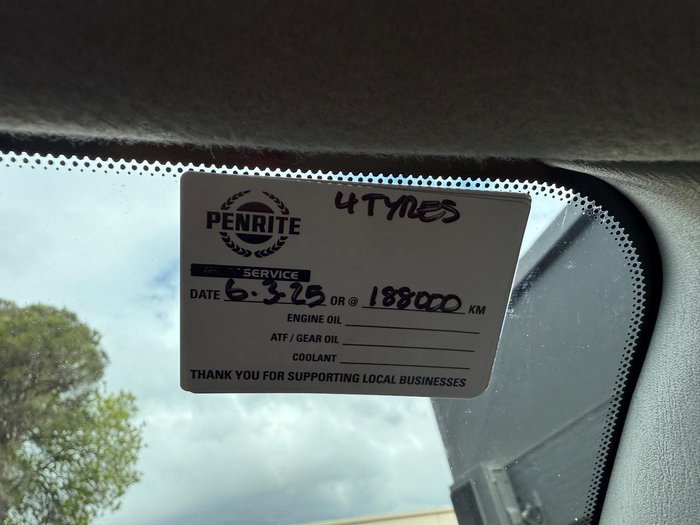 4 TYRES
PENRITE
SERVICE
DATE 6.3.25 OR @ 188000 KM
ENGINE OIL
ATF / GEAR OIL
COOLANT
THANK YOU FOR SUPPORTING LOCAL BUSINESSES